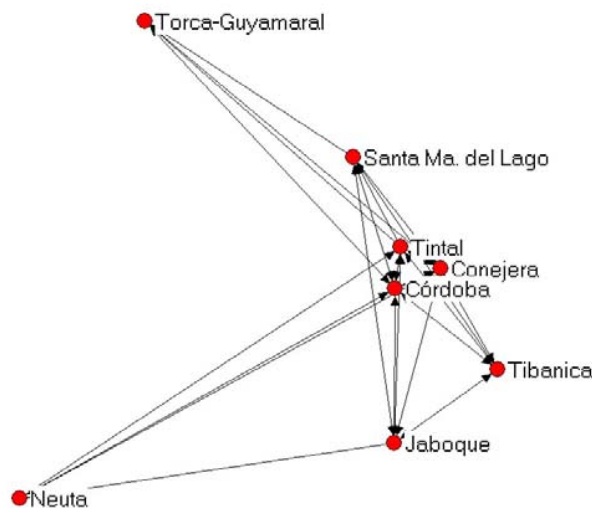 Torca-Guyamaral
Santa Ma. del Lago
Tintal
Conejera
Córdoba
Tibanica
Jaboque
Neuta